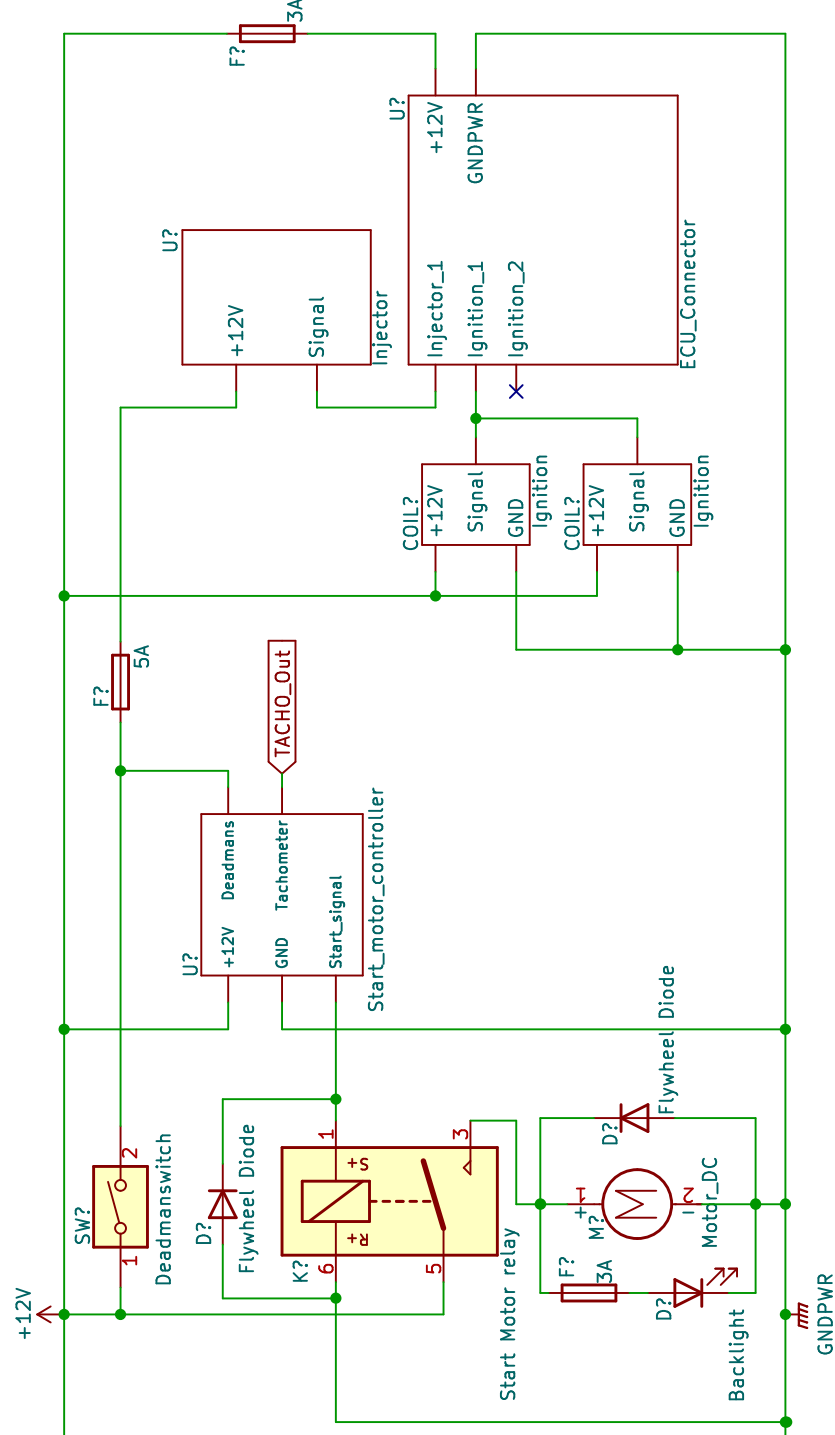 3A
F?
U?
+12V
GNDPWR
Injector_1
Ignition_1
Ignition_2
ECU_Connector
U?
+12V
Signal
Injector
COIL?
+12V
Signal
GND
Ignition
COIL?
+12V
Signal
GND
Ignition
F?
5A
TACHO_Out
U?
+12V
Deadmans
GND
Tachometer
Start_signal
Start_motor_controller
SW?
1
2
Deadmanswitch
D?
Flywheel Diode
K?
1
S+
R+
6
3
5
Start Motor relay
D?
Flywheel Diode
M?
+
1
M
2
-
Motor_DC
F?
3A
D?
Backlight
+12V
GNDPWR